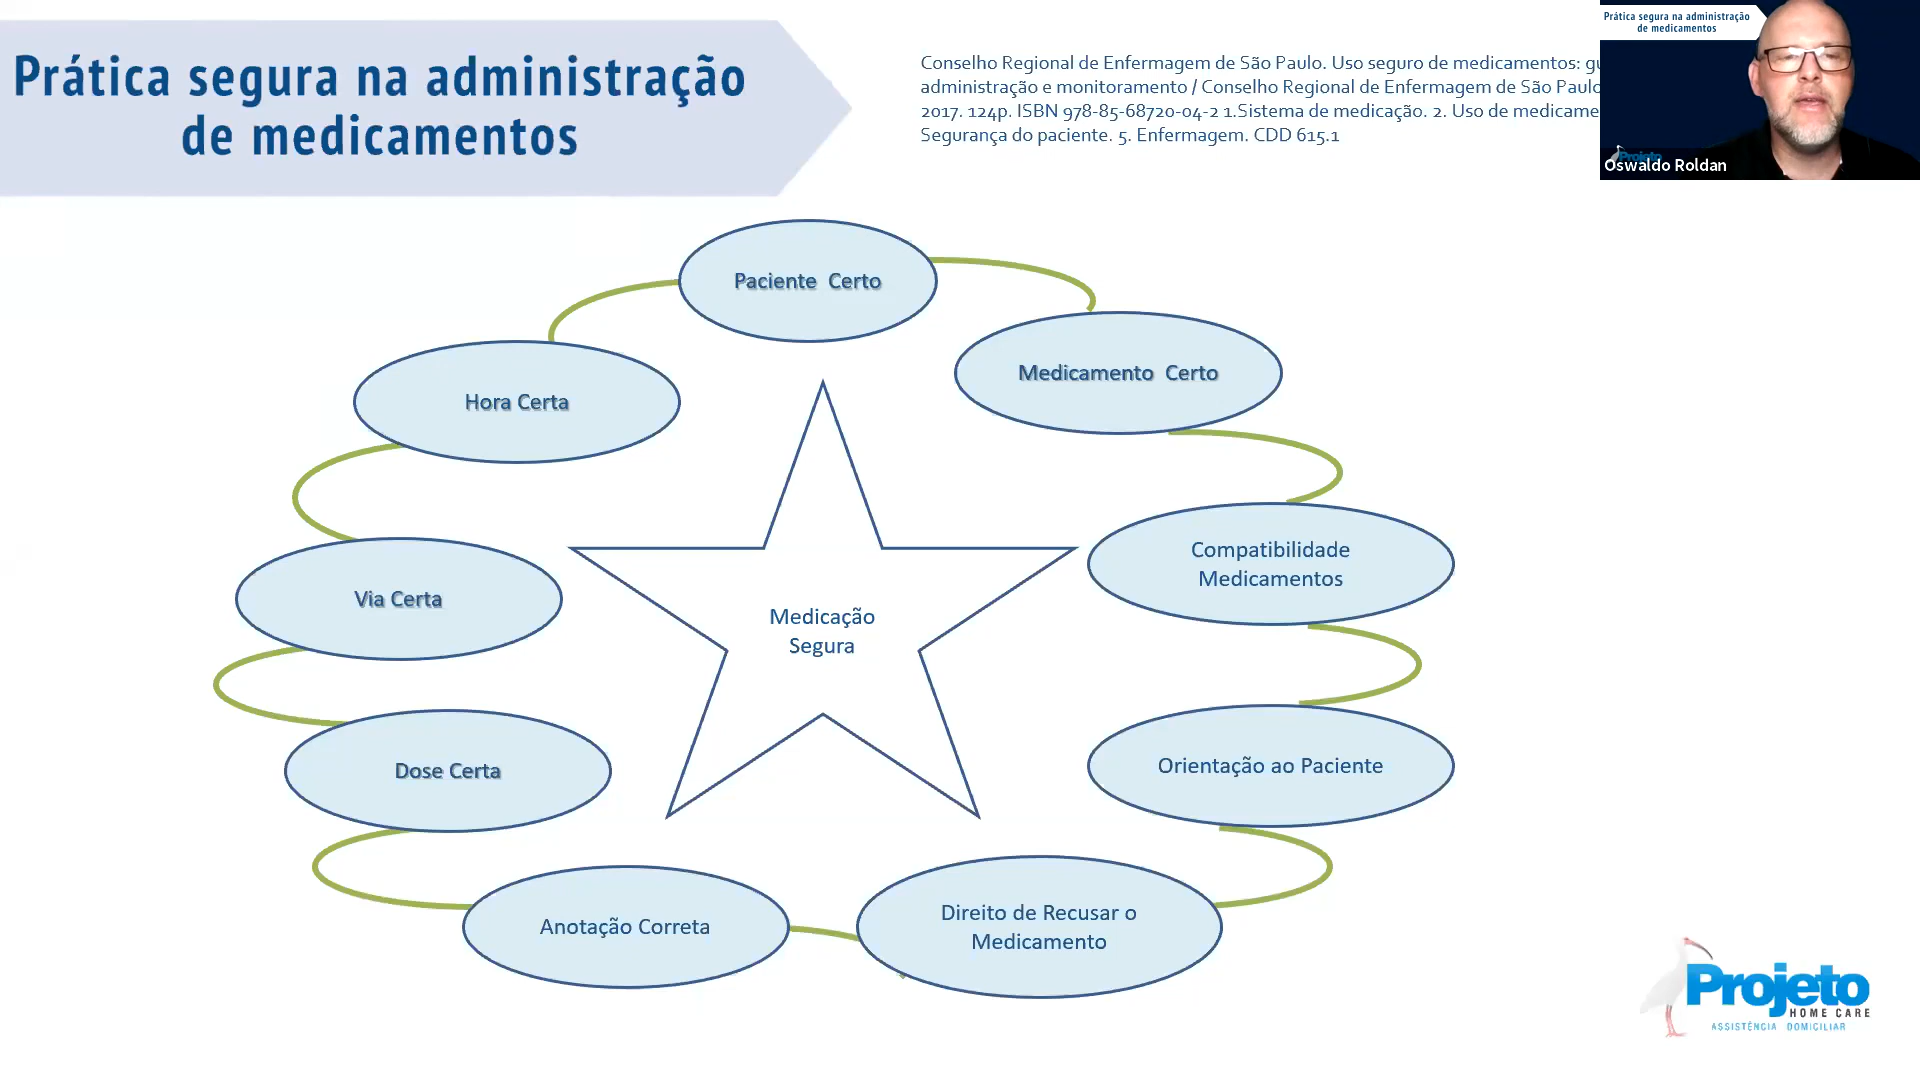 Prática segura na administração
de medicamentos
Conselho Regional de Enfermagem de São Paulo. Uso seguro de medicamentos:
administração e monitoramento / Conselho Regional de Enfermagem de São Paulo
2017. 124p. ISBN 978-85-68720-04-2 1.Sistema de medicação. 2. Uso de
Segurança do paciente. 5. Enfermagem. CDD 615.1
Prática segura na administração
de medicamentos
Oswaldo Roldan
Paciente Certo
Medicamento Certo
Hora Certa
Compatibilidade
Medicamentos
Via Certa
Medicação
Segura
Dose Certa
Orientação ao Paciente
Anotação Correta
Direito de Recusar o
Medicamento
Projeto
HOME CARE
ASSISTÊNCIA DOMICILIAR